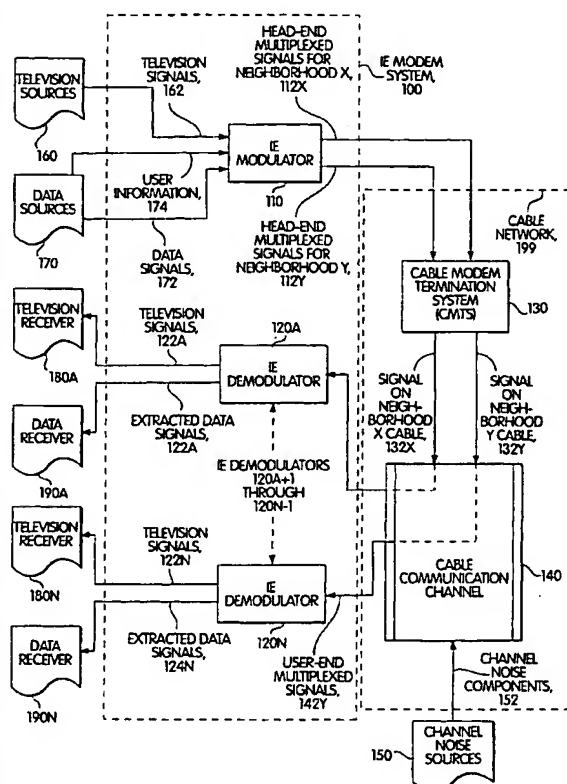 HEAD-END
MULTIPLEXED
SIGNALS FOR
NEIGHBORHOOD X,
112X
IE MODEM
SYSTEM,
100
TELEVISION
SIGNALS,
162
TELEVISION
SOURCES
160
IE
MODULATOR
110
USER
INFORMATION,
174
DATA
SOURCES
170
DATA
SIGNALS,
172
HEAD-END
MULTIPLEXED
SIGNALS FOR
NEIGHBORHOOD Y,
112Y
CABLE
NETWORK,
199
CABLE MODEM
TERMINATION
SYSTEM
(CMTS)
130
TELEVISION
RECEIVER
180A
TELEVISION
SIGNALS,
122A
120A
IE
DEMODULATOR
EXTRACTED DATA
SIGNALS,
122A
DATA
RECEIVER
190A
SIGNAL
ON
NEIGH-
BORHOOD
X CABLE,
132X
SIGNAL
ON
NEIGH-
BORHOOD
Y CABLE,
132Y
IE DEMODULATORS
120A+1
THROUGH
120N-1
TELEVISION
RECEIVER
180N
TELEVISION
SIGNALS,
122N
IE
DEMODULATOR
120N
EXTRACTED DATA
SIGNALS,
124N
DATA
RECEIVER
190N
USER-END
MULTIPLEXED
SIGNALS,
142Y
CABLE
COMMUNICATION
CHANNEL
140
CHANNEL
NOISE
COMPONENTS,
152
150
CHANNEL
NOISE
SOURCES